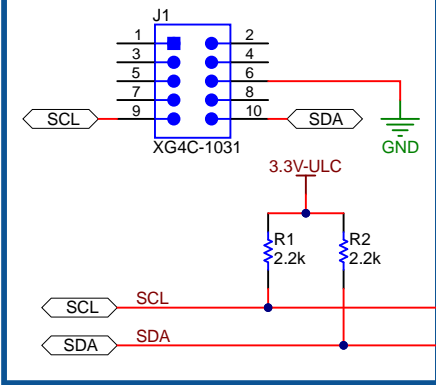 J1
1 2
3 4
5 6
7 8
SCL 9 10 SDA
XG4C-1031
GND
3.3V-ULC
R1 R2
2.2k 2.2k
SCL SCL
SDA SDA